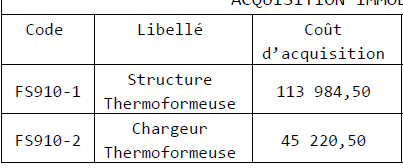 ACQUISITION IMMO
Code Libellé Coût
d’acquisition
FS910-1 Structure
Thermoformeuse 113 984,50
FS910-2 Chargeur
Thermoformeuse 45 220,50